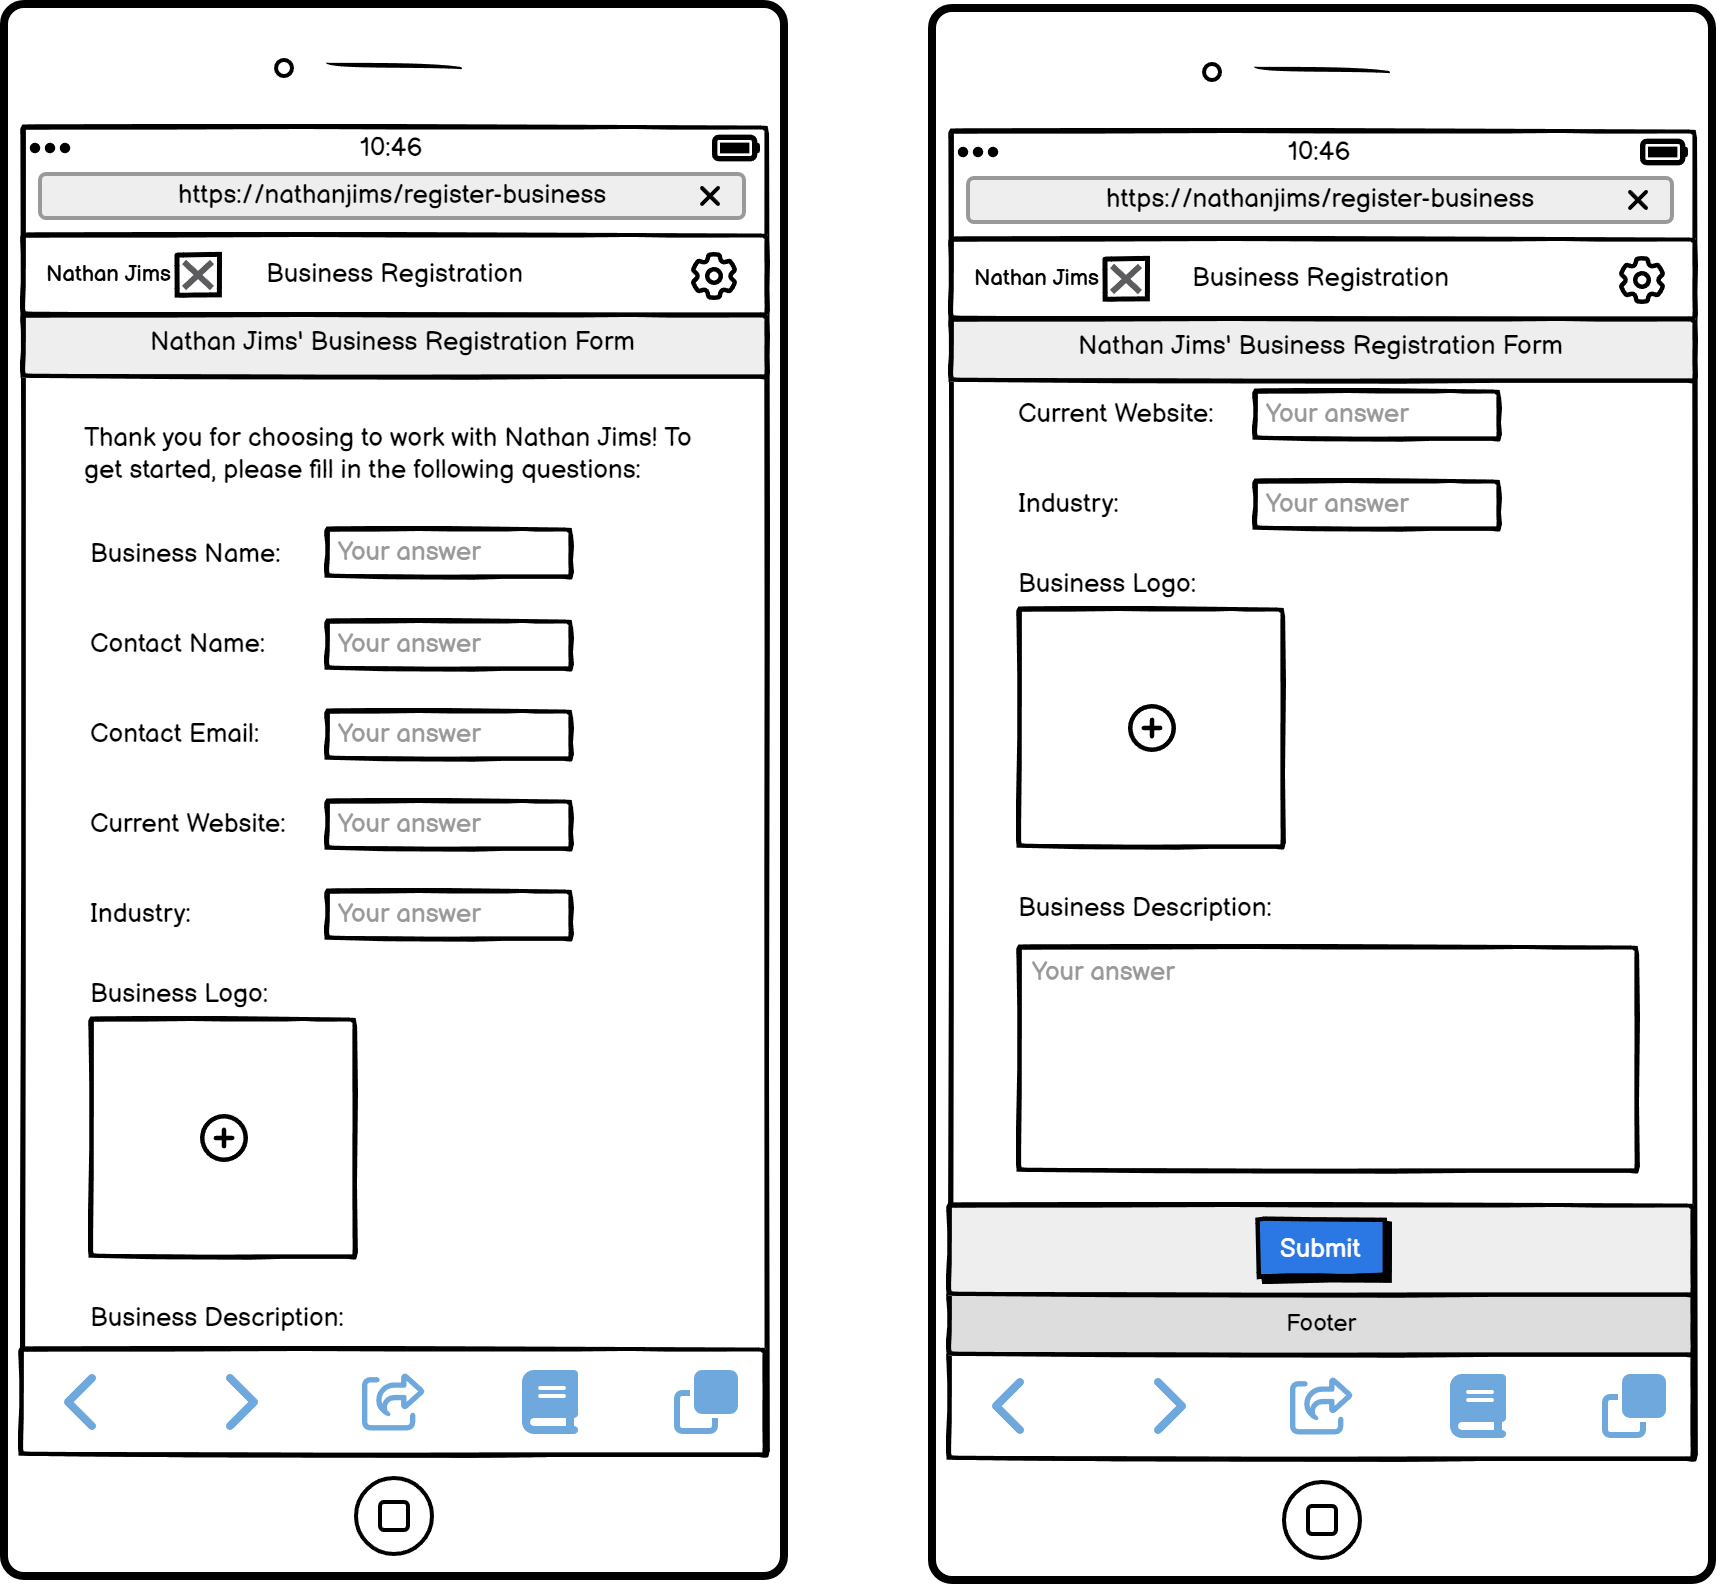 10:46
https://nathanjims/register-business
Nathan Jims
Business Registration
Nathan Jims' Business Registration Form
Thank you for choosing to work with Nathan Jims! To
get started, please fill in the following questions:
Business Name: Your answer
Contact Name: Your answer
Contact Email: Your answer
Current Website: Your answer
Industry: Your answer
Business Logo:
Business Description:
10:46
https://nathanjims/register-business
Nathan Jims
Business Registration
Nathan Jims' Business Registration Form
Current Website: Your answer
Industry: Your answer
Business Logo:
Business Description:
Your answer
Submit
Footer